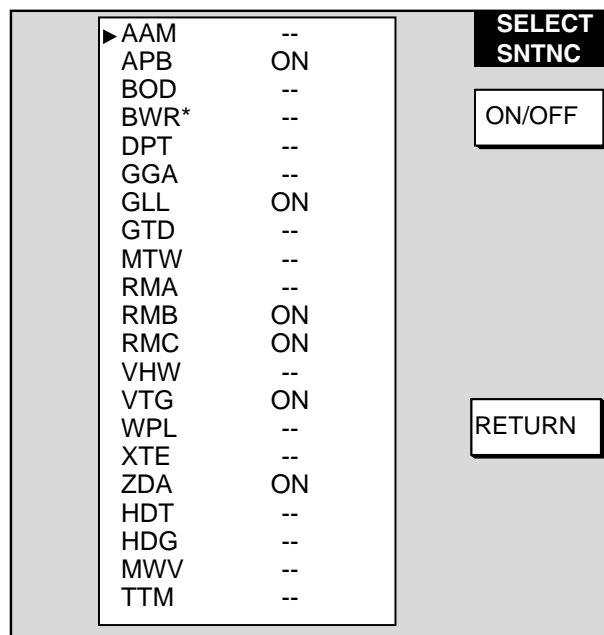 ▶AAM --
APB ON
BOD --
BWR* --
DPT --
GGA --
GLL ON
GTD --
MTW --
RMA --
RMB ON
RMC ON
VHW --
VTG ON
WPL --
XTE --
ZDA ON
HDT --
HDG --
MWV --
TTM --
SELECT
SNTNC
ON/OFF
RETURN